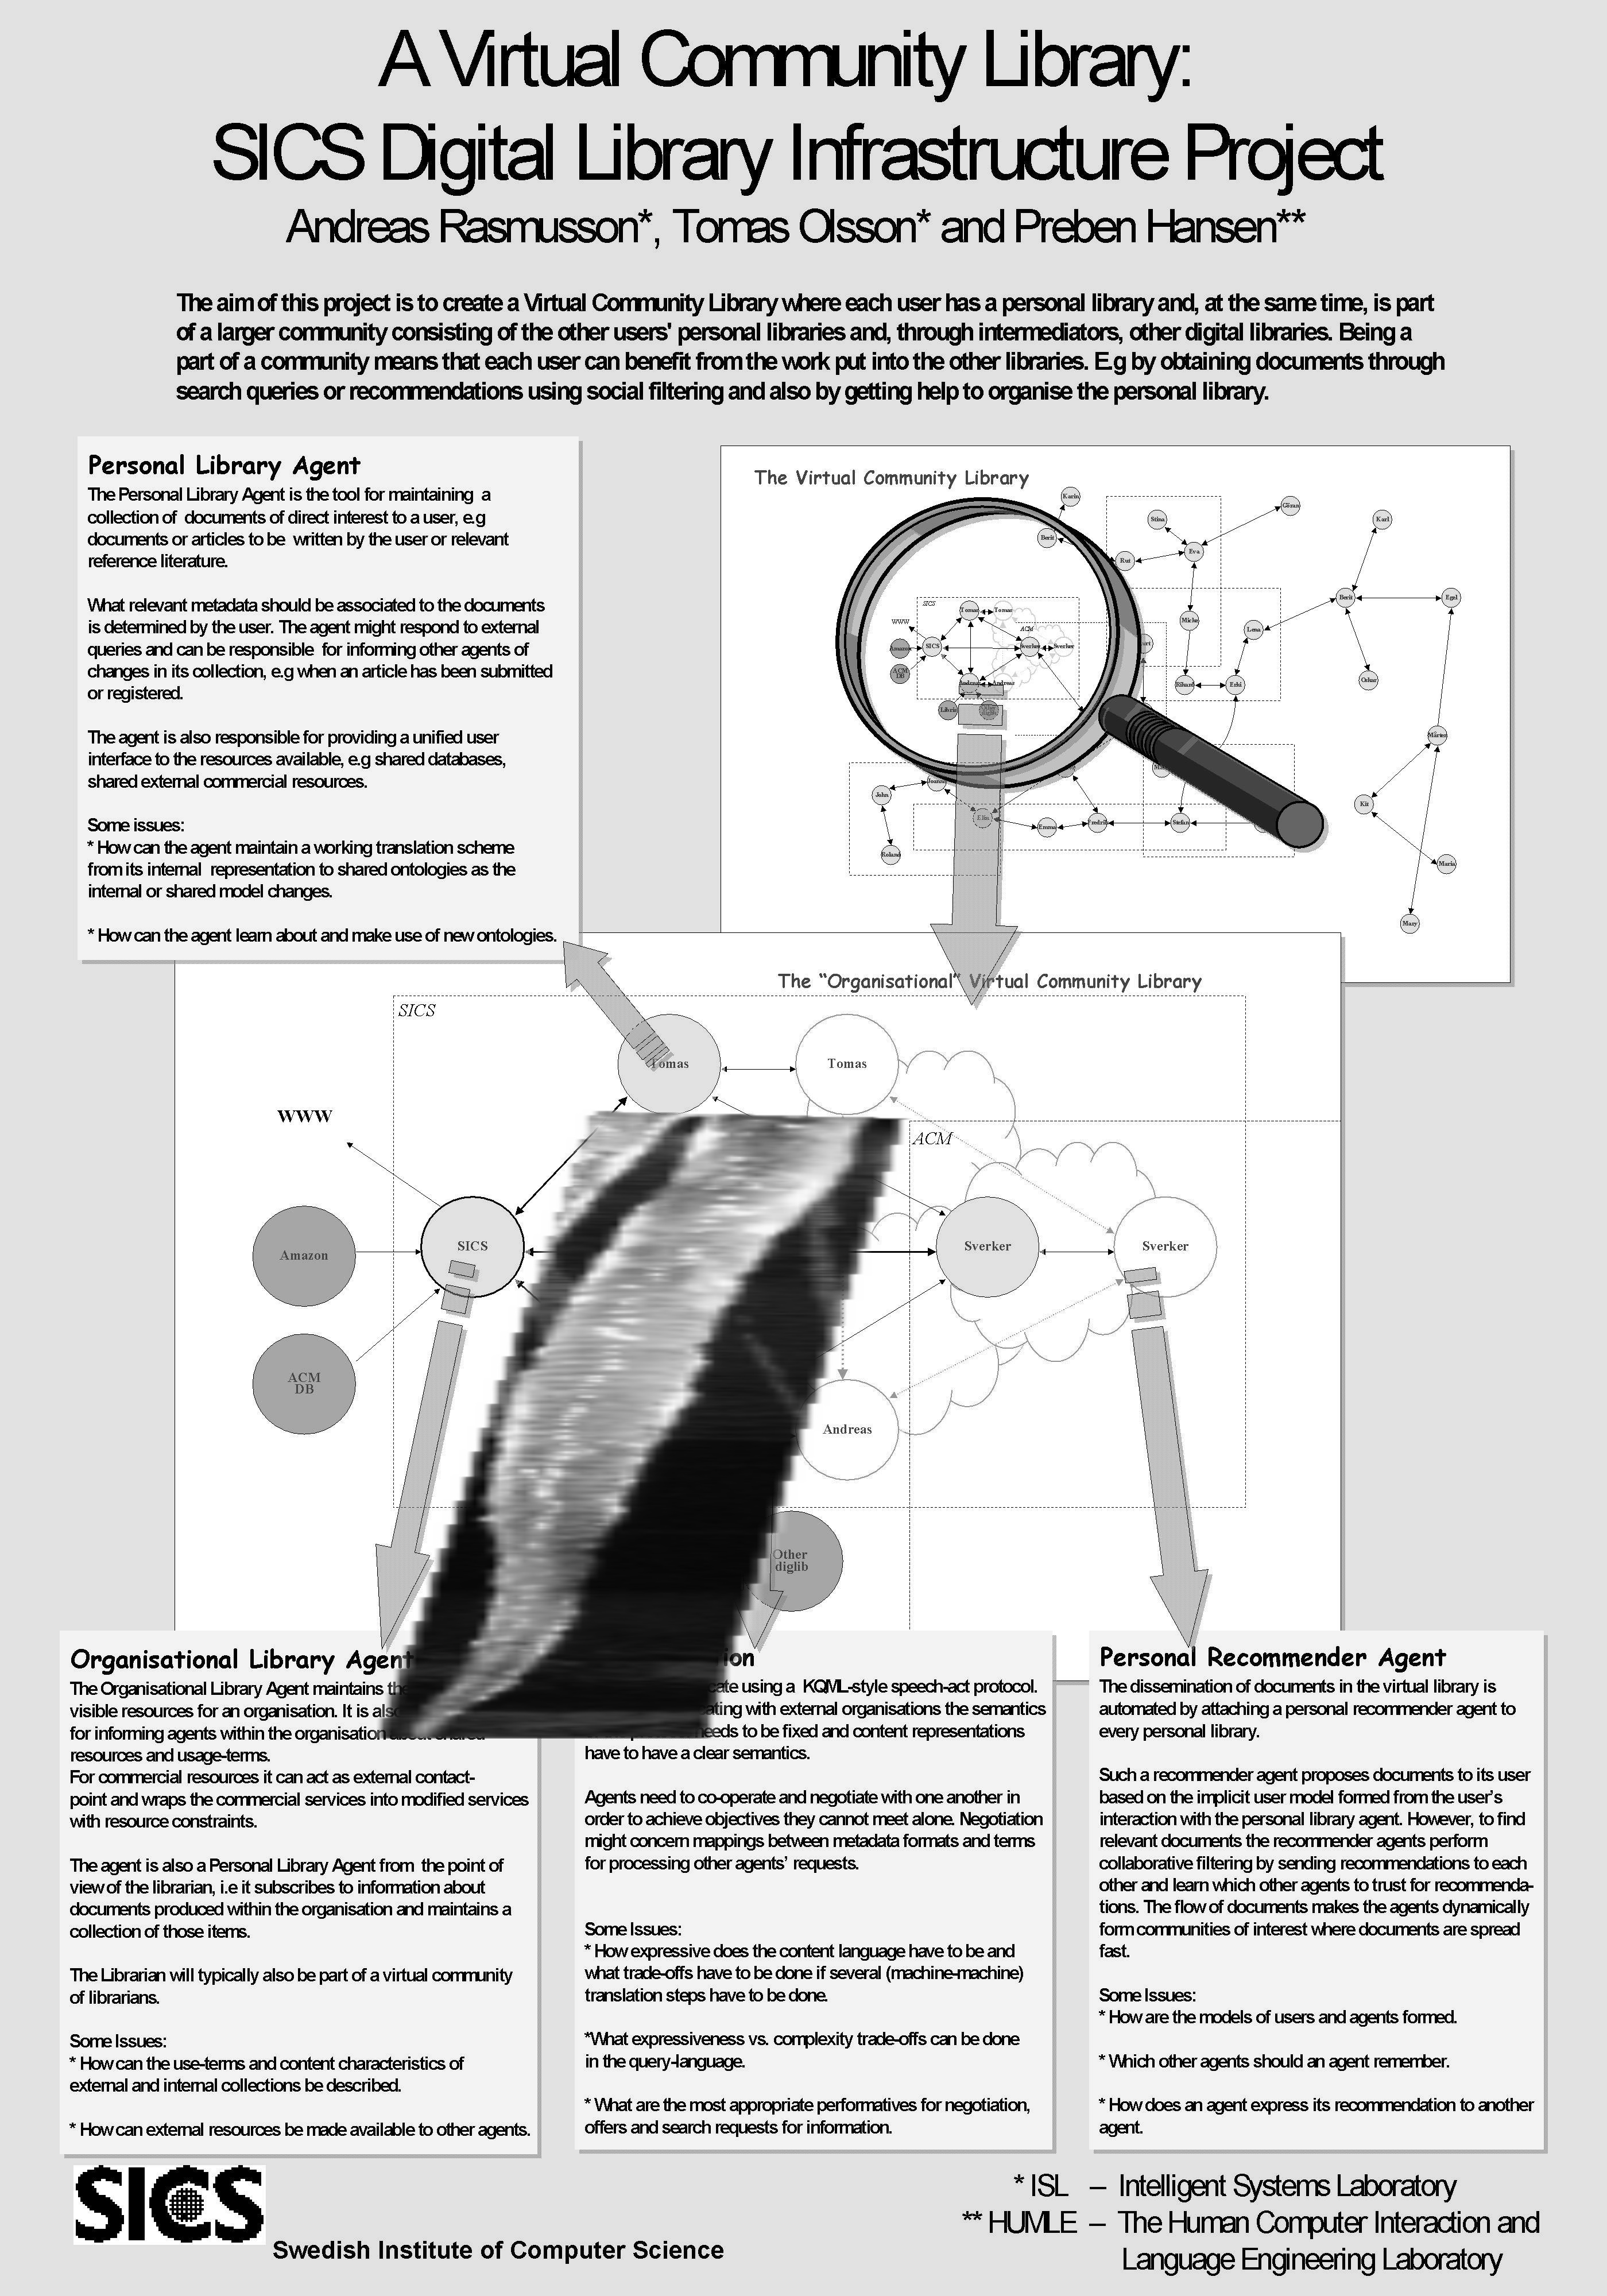 A Virtual Community Library:
SICS Digital Library Infrastructure Project
Andreas Rasmusson*, Tomas Olsson* and Preben Hansen**
The aim of this project is to create a Virtual Community Library where each user has a personal library and, at the same time, is part
of a larger community consisting of the other users' personal libraries and, through intermediators, other digital libraries. Being a
part of a community means that each user can benefit from the work put into the other libraries. E.g by obtaining documents through
search queries or recommendations using social filtering and also by getting help to organise the personal library.
Personal Library Agent
The Personal Library Agent is the tool for maintaining a
collection of documents of direct interest to a user, e.g
documents or articles to be written by the user or relevant
reference literature.
What relevant metadata should be associated to the documents
is determined by the user. The agent might respond to external
queries and can be responsible for informing other agents of
changes in its collection, e.g when an article has been submitted
or registered.
The agent is also responsible for providing a unified user
interface to the resources available, e.g shared databases,
shared external commercial resources.
Some issues:
* How can the agent maintain a working translation scheme
from its internal representation to shared ontologies as the
internal or shared model changes.
* How can the agent learn about and make use of new ontologies.
The Virtual Community Library
Karin
Stina
Göran
Karl
Berit
Rut
Eva
Berit
Egil
SICS
Tomas
Tomas
WWW
Micke
Lena
ACM
Amazon
SICS
Sverker
Sverker
ACM
DB
Andreas
Andreas
Rihard
Erki
Oskar
Mårten
John
Joanna
Kit
Elin
Emma
Fredrik
Stefan
Roland
Maria
Mary
The “Organisational” Virtual Community Library
SICS
Tomas
Tomas
WWW
ACM
SICS
Sverker
Sverker
Amazon
ACM
DB
Andreas
Other
diglib
Organisational Library Agent
The Organisational Library Agent maintains the
visible resources for an organisation. It is also
for informing agents within the organisation about shared
resources and usage-terms.
For commercial resources it can act as external contact-
point and wraps the commercial services into modified services
with resource constraints.
The agent is also a Personal Library Agent from the point of
view of the librarian, i.e it subscribes to information about
documents produced within the organisation and maintains a
collection of those items.
The Librarian will typically also be part of a virtual community
of librarians.
Some Issues:
* How can the use-terms and content characteristics of
external and internal collections be described.
* How can external resources be made available to other agents.
using a KQML-style speech-act protocol.
with external organisations the semantics
needs to be fixed and content representations
have to have a clear semantics.
Agents need to co-operate and negotiate with one another in
order to achieve objectives they cannot meet alone. Negotiation
might concern mappings between metadata formats and terms
for processing other agents’ requests.
Some Issues:
* How expressive does the content language have to be and
what trade-offs have to be done if several (machine-machine)
translation steps have to be done.
*What expressiveness vs. complexity trade-offs can be done
in the query-language.
* What are the most appropriate performatives for negotiation,
offers and search requests for information.
Personal Recommender Agent
The dissemination of documents in the virtual library is
automated by attaching a personal recommender agent to
every personal library.
Such a recommender agent proposes documents to its user
based on the implicit user model formed from the user’s
interaction with the personal library agent. However, to find
relevant documents the recommender agents perform
collaborative filtering by sending recommendations to each
other and learn which other agents to trust for recommenda-
tions. The flow of documents makes the agents dynamically
form communities of interest where documents are spread
fast.
Some Issues:
* How are the models of users and agents formed.
* Which other agents should an agent remember.
* How does an agent express its recommendation to another
agent.
SICS
Swedish Institute of Computer Science
* ISL – Intelligent Systems Laboratory
** HUMLE – The Human Computer Interaction and
Language Engineering Laboratory